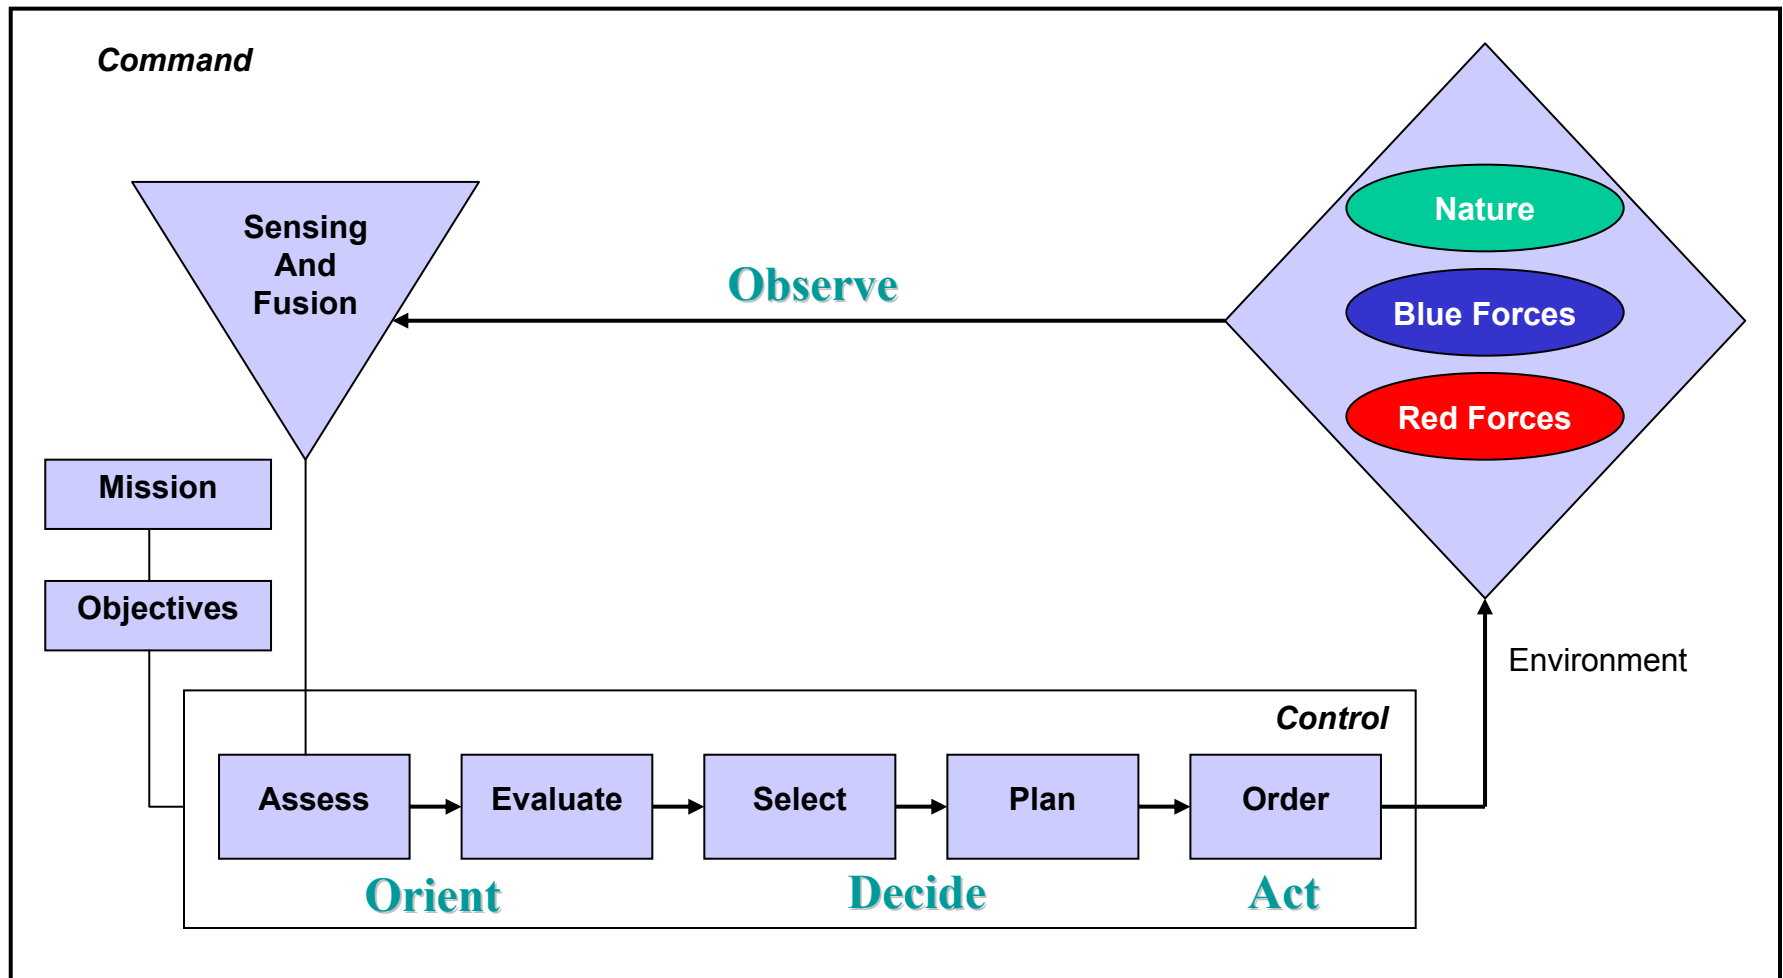 Command
Sensing
And
Fusion
Observe
Nature
Blue Forces
Red Forces
Mission
Objectives
Environment
Control
Assess
Evaluate
Select
Plan
Order
Orient
Decide
Act